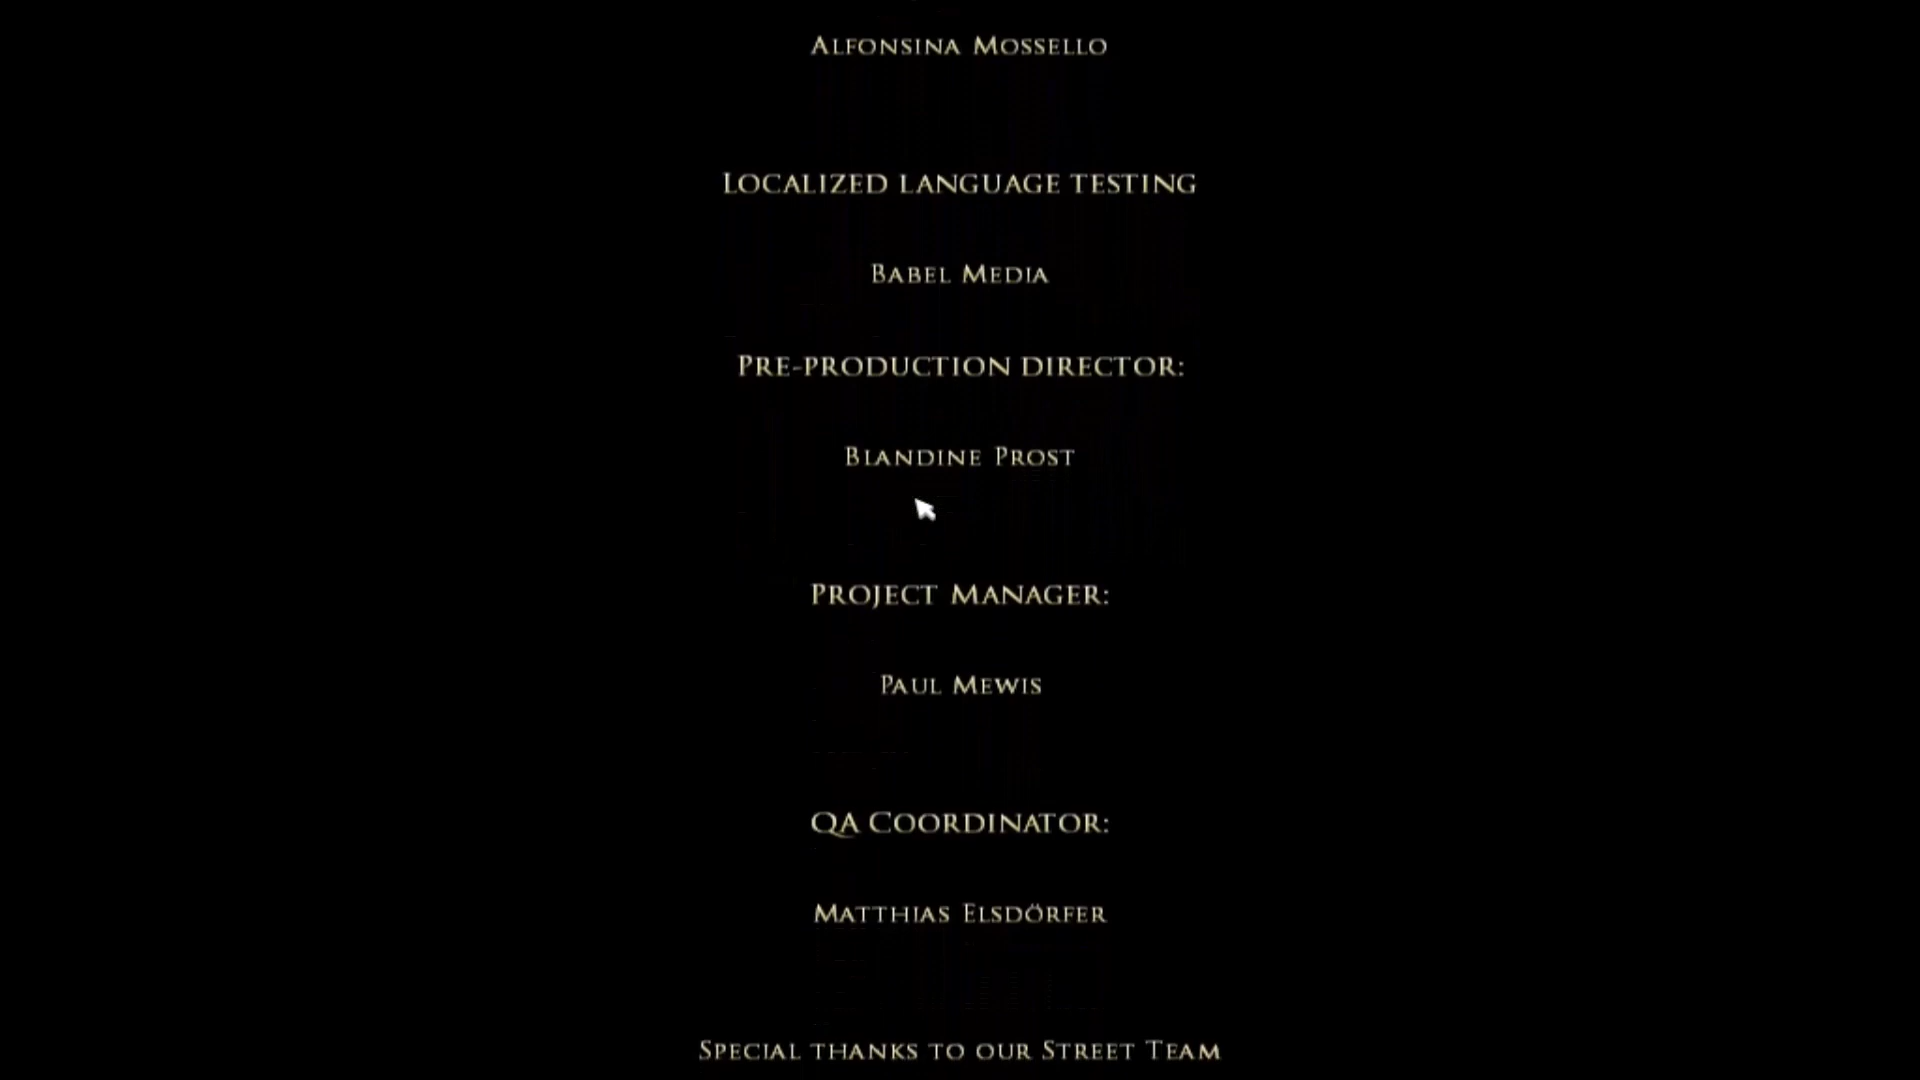 Alfonsina Mossello
Localized language testing
Babel Media
Pre-production director:
Blandine Prost
Project Manager:
Paul Mewis
QA Coordinator:
Matthias Elsdörfer
Special thanks to our Street Team